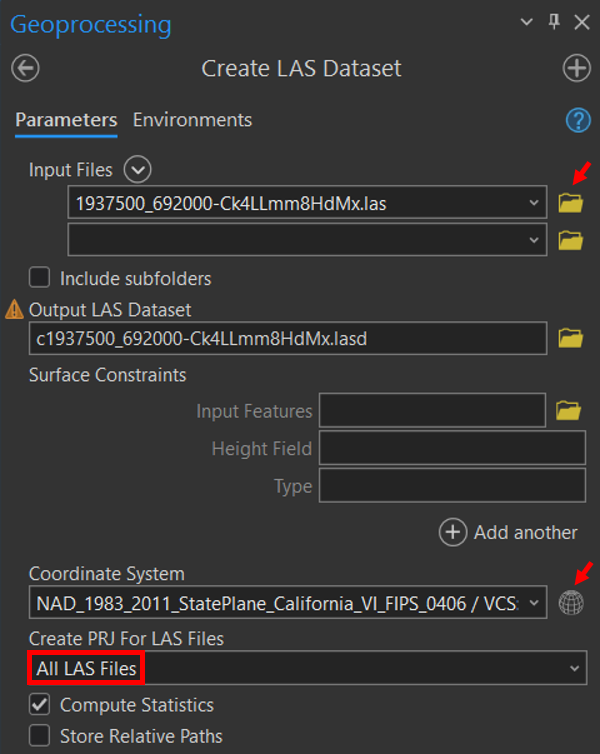 Geoprocessing
Create LAS Dataset
Parameters Environments
Input Files
1937500_692000-Ck4LLmm8HdMx.las
Include subfolders
Output LAS Dataset
c1937500_692000-Ck4LLmm8HdMx.lasd
Surface Constraints
Input Features
Height Field
Type
Add another
Coordinate System
NAD_1983_2011_StatePlane_California_VI_FIPS_0406 / VCS:
Create PRJ For LAS Files
All LAS Files
Compute Statistics
Store Relative Paths